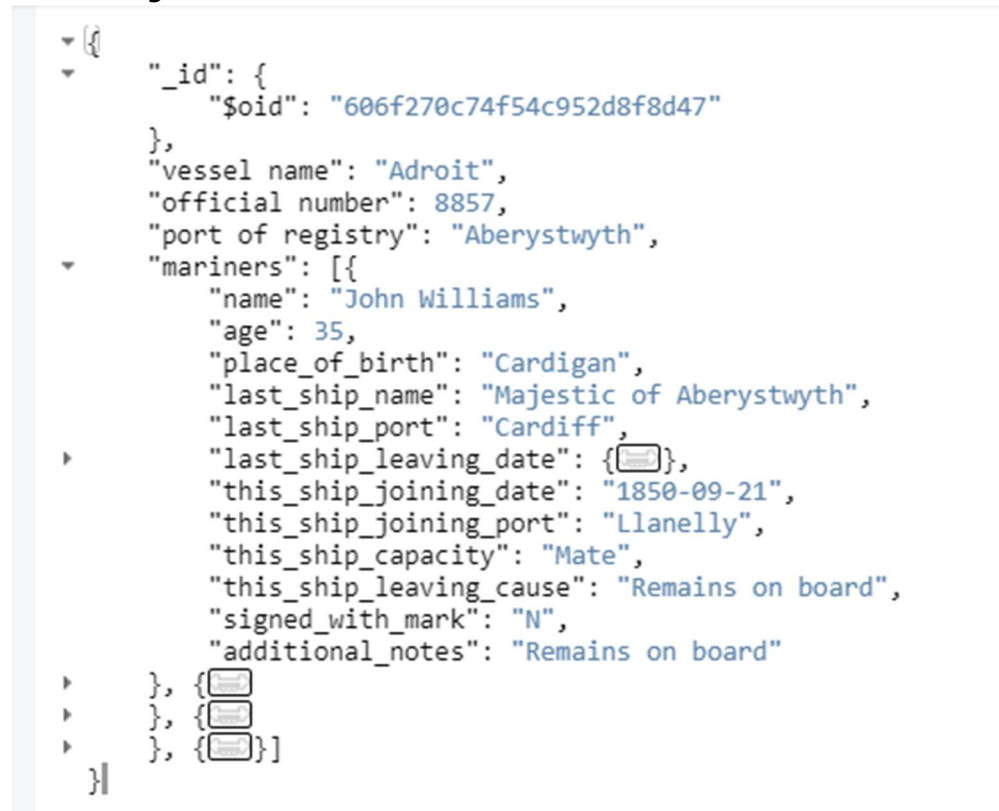 {
"_id": {
"$oid": "606f270c74f54c952d8f8d47"
},
"vessel name": "Adroit",
"official number": 8857,
"port of registry": "Aberystwyth",
"mariners": [{
"name": "John Williams",
"age": 35,
"place_of_birth": "Cardigan",
"last_ship_name": "Majestic of Aberystwyth",
"last_ship_port": "Cardiff",
"last_ship_leaving_date": {},
"this_ship_joining_date": "1850-09-21",
"this_ship_joining_port": "Llanelly",
"this_ship_capacity": "Mate",
"this_ship_leaving_cause": "Remains on board",
"signed_with_mark": "N",
"additional_notes": "Remains on board"
}, {
}, {
}, {}]
}